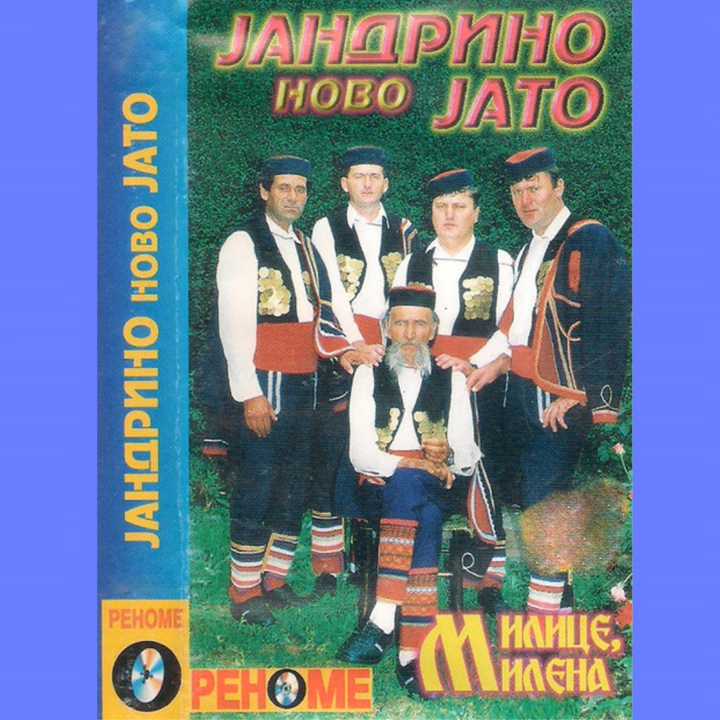 ЈАНДРИНО
НОВО ЈАТО
ЈАНДРИНО НОВО ЈАТО
МИЛИЦЕ,
МИЛЕНА
РЕНОМЕ
РЕНОМЕ